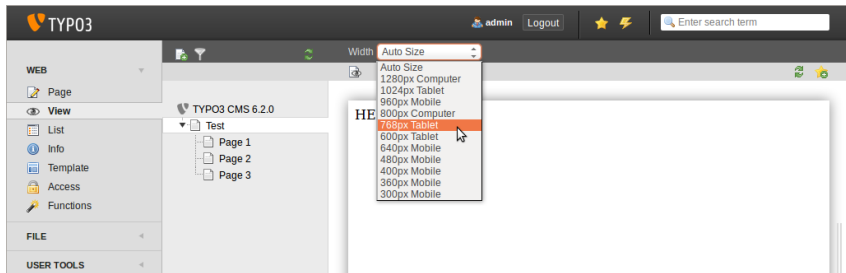 TYPO3
admin Logout Enter search term
Width Auto Size
WEB
Page
View
List
Info
Template
Access
Functions
FILE
USER TOOLS
TYPO3 CMS 6.2.0
Test
Page 1
Page 2
Page 3
Auto Size
1280px Computer
1024px Tablet
960px Mobile
800px Computer
768px Tablet
600px Tablet
640px Mobile
480px Mobile
400px Mobile
360px Mobile
300px Mobile
HE